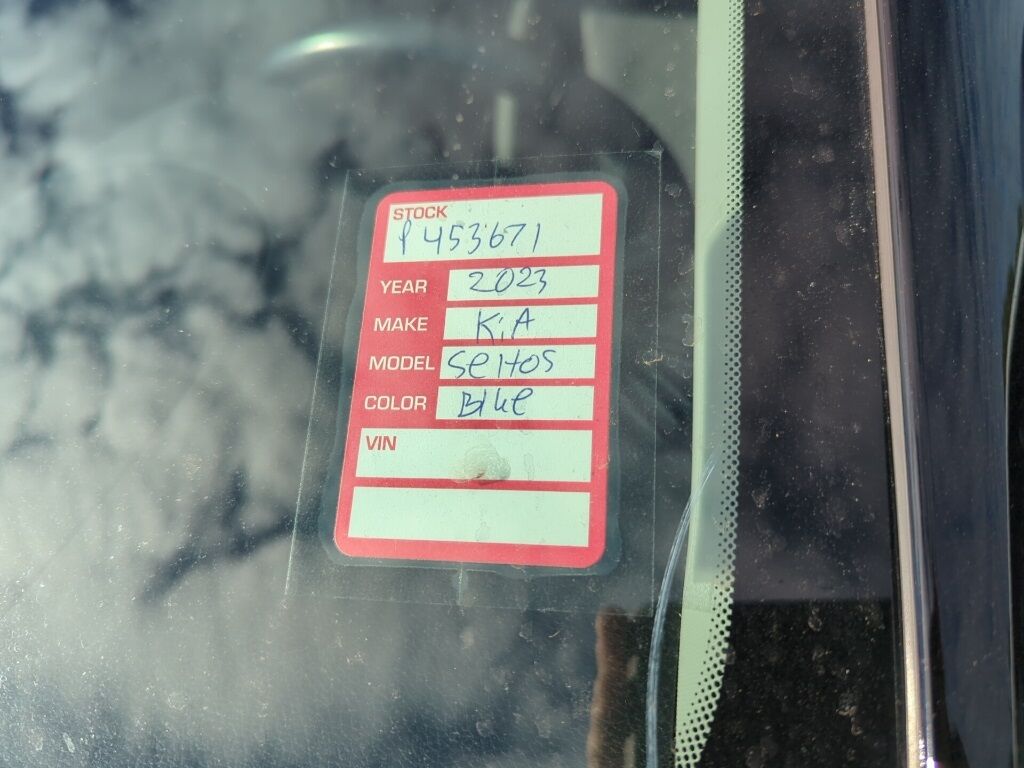 STOCK
P453671
YEAR 2023
MAKE KiA
MODEL SeltOS
COLOR Blue
VIN